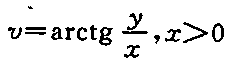 v=arctg y/x, x>0